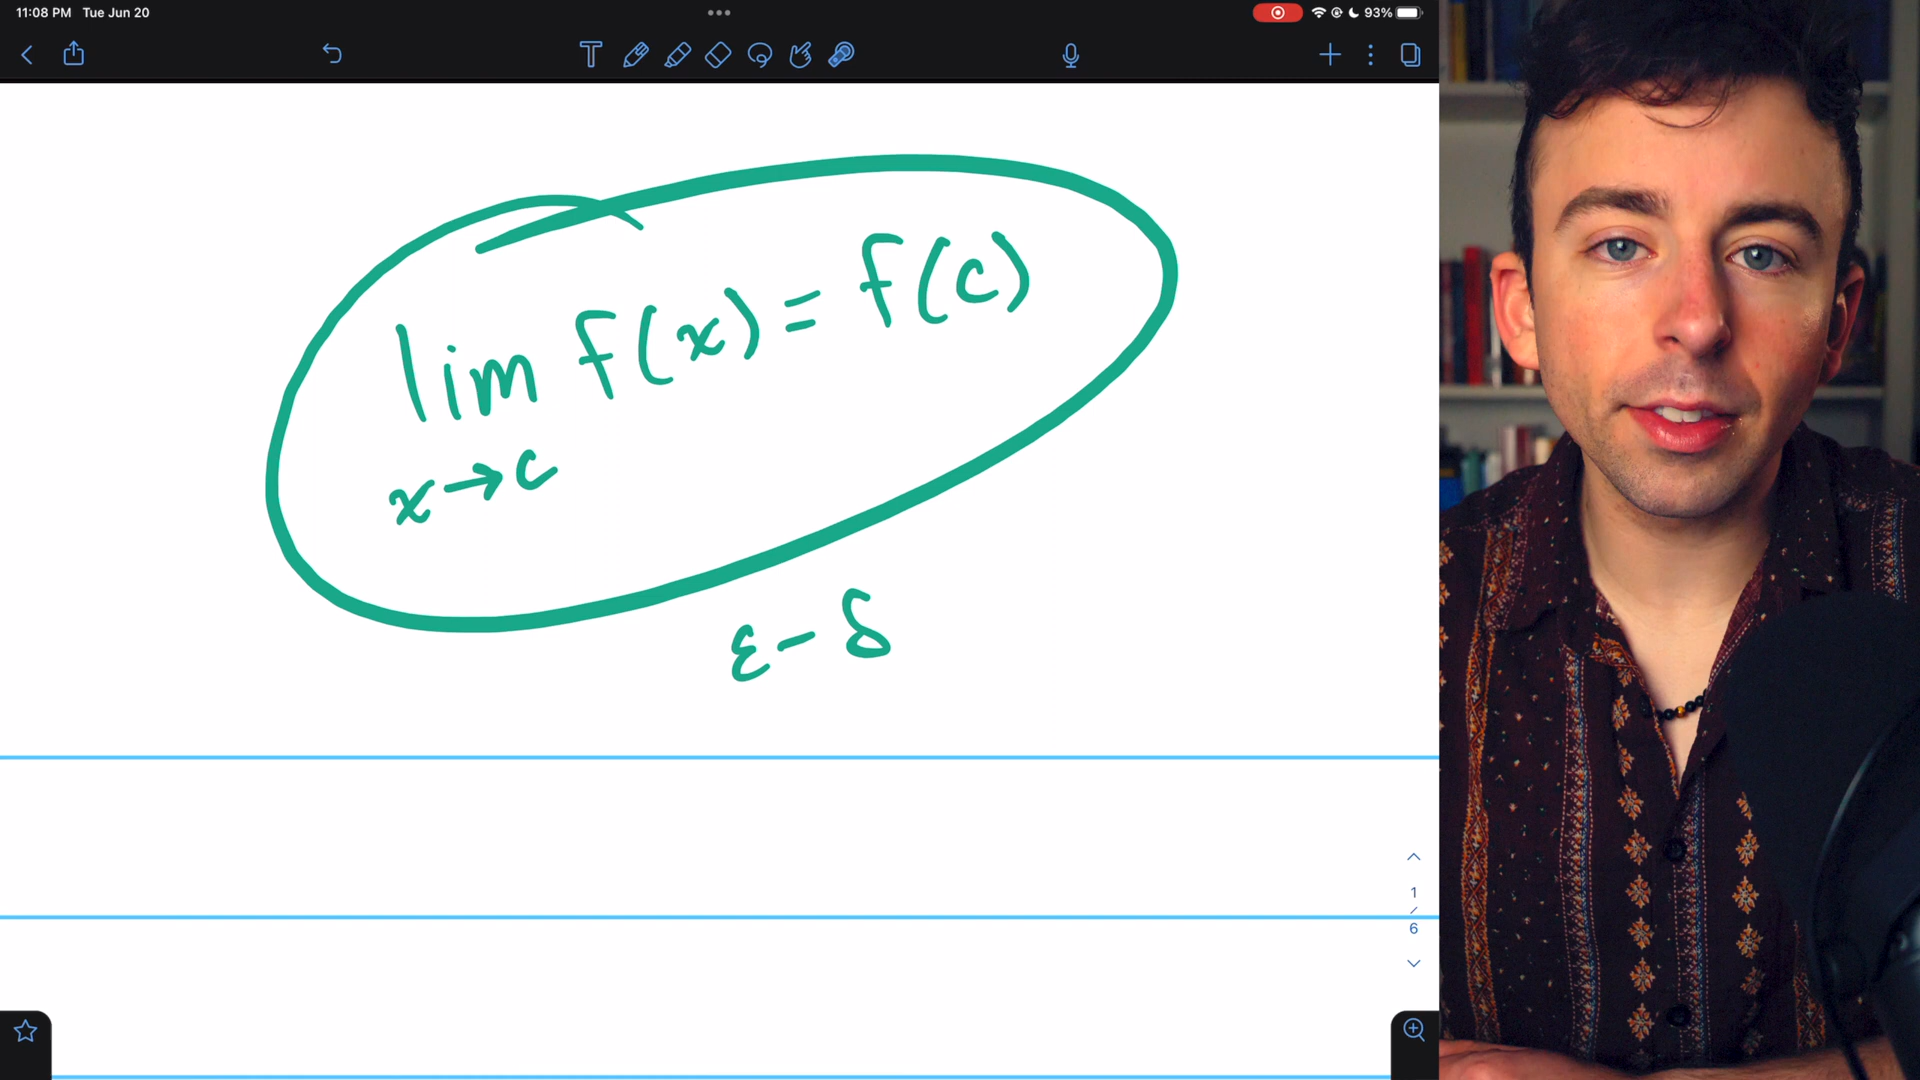 11:08 PM Tue Jun 20
93%
lim f(x) = f(c)
x→c
ε-δ
1
/
6